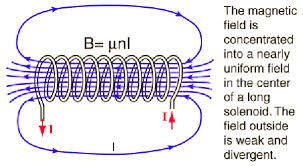 B= μnI
I
I
I
The magnetic
field is
concentrated
into a nearly
uniform field
in the center
of a long
solenoid. The
field outside
is weak and
divergent.